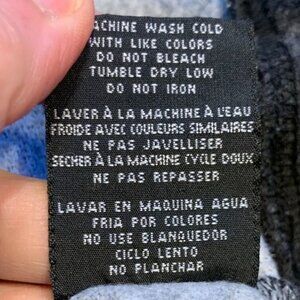 MACHINE WASH COLD
WITH LIKE COLORS
DO NOT BLEACH
TUMBLE DRY LOW
DO NOT IRON
LAVER À LA MACHINE À L'EAU
FROIDE AVEC COULEURS SIMILAIRES
NE PAS JAVELLISER
SECHER À LA MACHINE CYCLE DOUX
NE PAS REPASSER
LAVAR EN MAQUINA AGUA
FRIA POR COLORES
NO USE BLANQUEDOR
CICLO LENTO
NO PLANCHAR